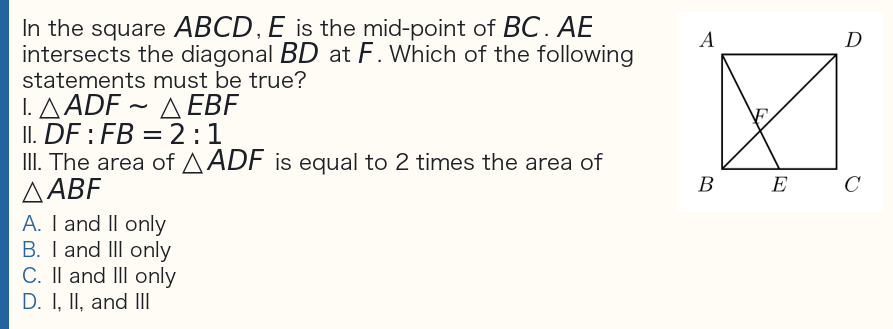 In the square ABCD, E is the mid-point of BC. AE
intersects the diagonal BD at F. Which of the following
statements must be true?
I. △ADF ~ △EBF
II. DF : FB = 2 : 1
III. The area of △ADF is equal to 2 times the area of
△ABF
A. I and II only
B. I and III only
C. II and III only
D. I, II, and III
A
D
F
B
E
C